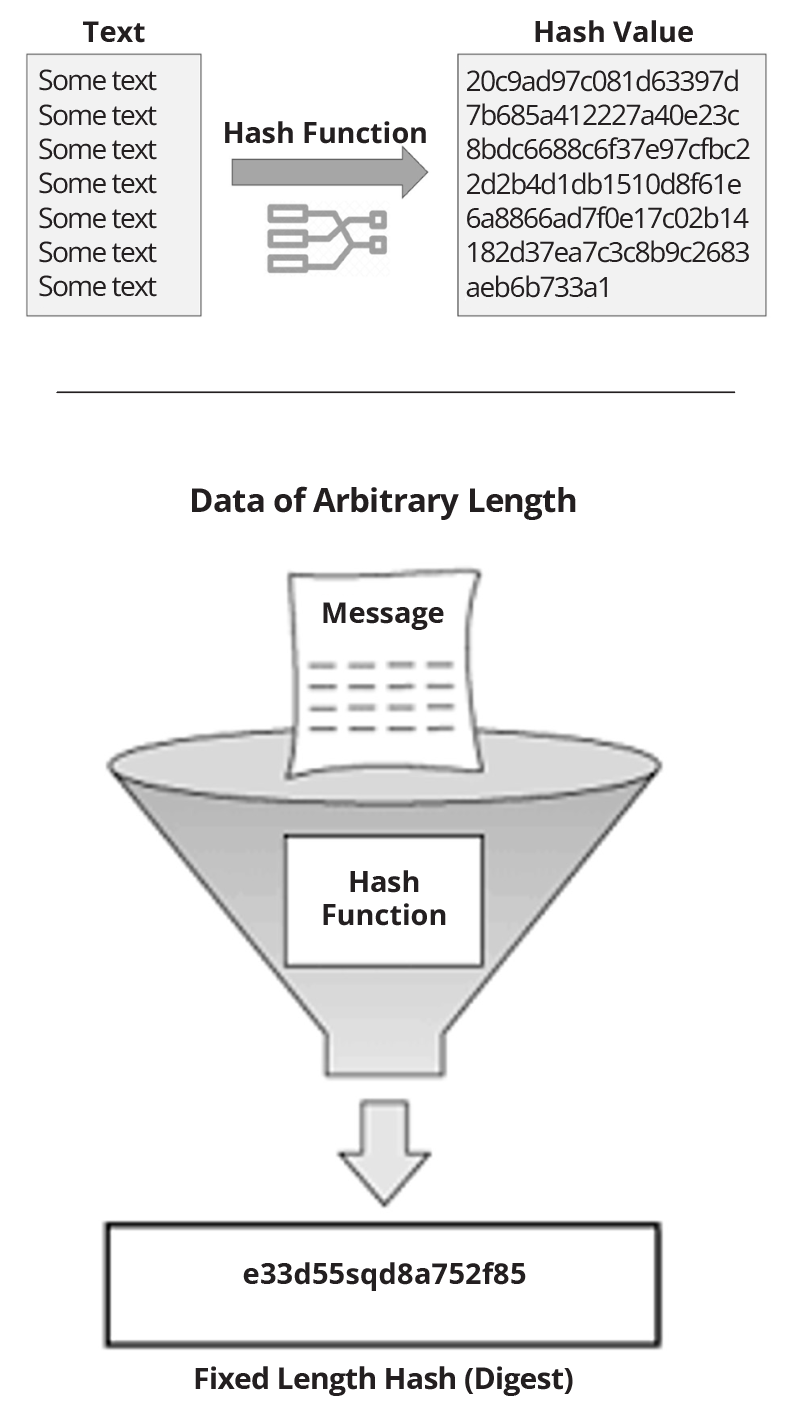 Text
Some text
Some text
Some text
Some text
Some text
Some text
Some text
Hash Function
Hash Value
20c9ad97c081d63397d
7b685a412227a40e23c
8bdc6688c6f37e97cfbc2
2d2b4d1db1510d8f61e
6a8866ad7f0e17c02b14
182d37ea7c3c8b9c2683
aeb6b733a1
Data of Arbitrary Length
Message
Hash
Function
e33d55sqd8a752f85
Fixed Length Hash (Digest)